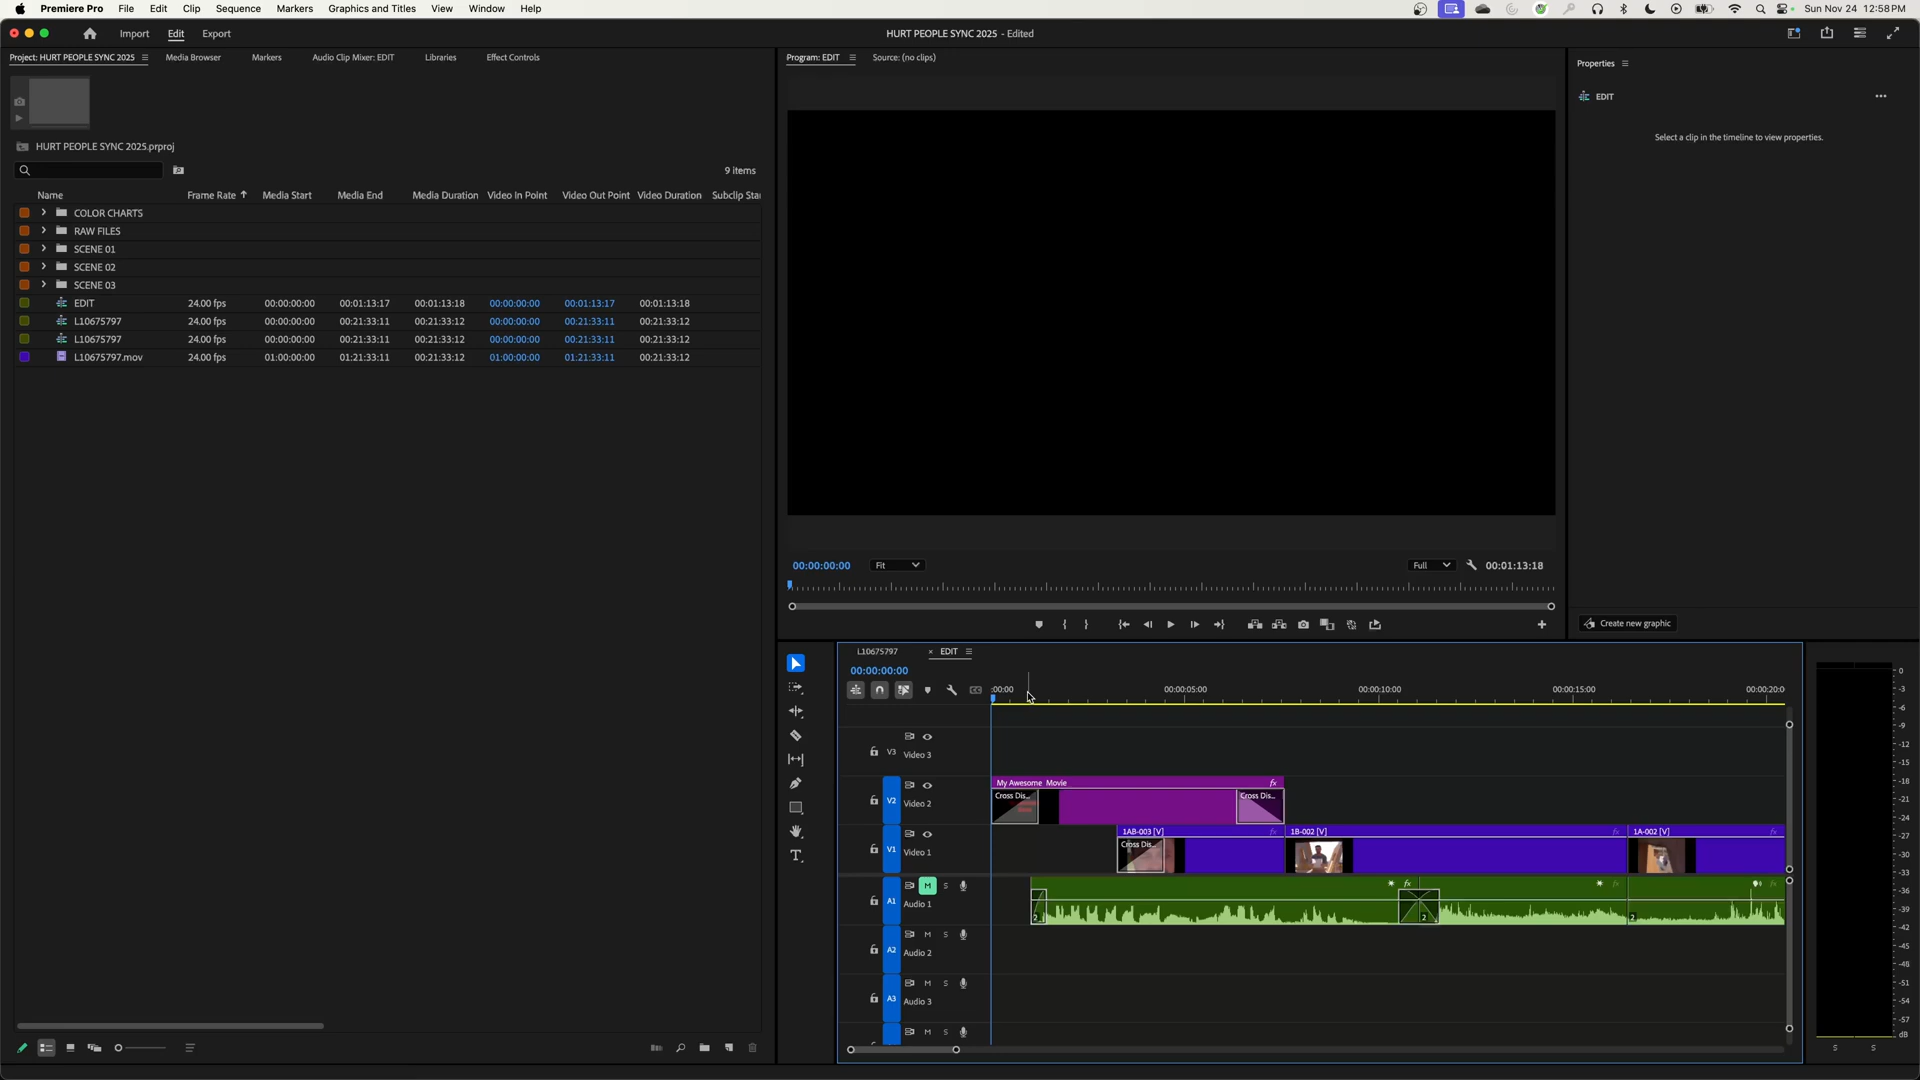 Premiere Pro File Edit Clip Sequence Markers Graphics and Titles View Window Help Sun Nov 24 12:58 PM
Import Edit Export HURT PEOPLE SYNC 2025 - Edited
Project: HURT PEOPLE SYNC 2025 Media Browser Markers Audio Clip Mixer: EDIT Libraries Effect Controls
Program: EDIT Source: (no clips)
Properties
EDIT
Select a clip in the timeline to view properties.
HURT PEOPLE SYNC 2025.prproj
9 items
Name Frame Rate Media Start Media End Media Duration Video In Point Video Out Point Video Duration Subclip Sta
COLOR CHARTS
RAW FILES
SCENE 01
SCENE 02
SCENE 03
EDIT 24.00 fps 00:00:00:00 00:01:13:17 00:01:13:18 00:00:00:00 00:01:13:17 00:01:13:18
L10675797 24.00 fps 00:00:00:00 00:21:33:11 00:21:33:12 00:00:00:00 00:21:33:11 00:21:33:12
L10675797 24.00 fps 00:00:00:00 00:21:33:11 00:21:33:12 00:00:00:00 00:21:33:11 00:21:33:12
L10675797.mov 24.00 fps 01:00:00:00 01:21:33:11 00:21:33:12 01:00:00:00 01:21:33:11 00:21:33:12
00:00:00:00 Fit Full 00:01:13:18
Create new graphic
L10675797 × EDIT
00:00:00:00
:00:00 00:00:05:00 00:00:10:00 00:00:15:00 00:00:20:0
V3 Video 3
My Awesome Movie fx
V2 Video 2 Cross Dis... Cross Dis...
1AB-003 [V] fx 1B-002 [V] fx 1A-002 [V] fx
V1 Video 1 Cross Dis...
M S fx fx fx
A1 Audio 1 2 2 2
M S
A2 Audio 2
M S
A3 Audio 3
M S
0
-3
-6
-9
-12
-15
-18
-21
-24
-27
-30
-33
-36
-39
-42
-45
-48
-51
-54
-57
dB
S S